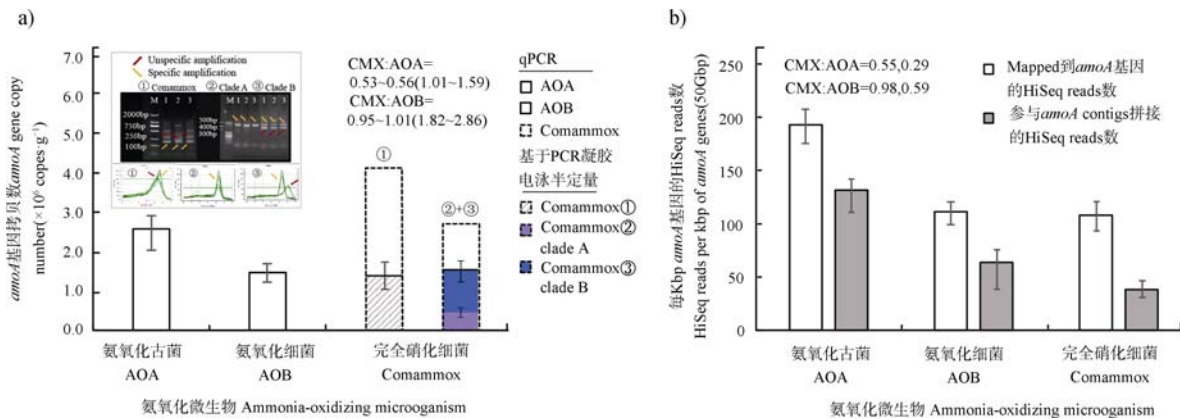 a)
7.0
6.0
5.0
4.0
3.0
2.0
1.0
0.0
amoA基因拷贝数amoA gene copy
number(×10⁶ copes·g⁻¹)
Unspecific amplification
Specific amplification
① Comammox ② Clade A ③ Clade B
M 1 2 3 M 1 2 3 1 2 3
2000bp
750bp
250bp
100bp
500bp
400bp
300bp
① ② ③
CMX:AOA=
0.53~0.56(1.01~1.59)
CMX:AOB=
0.95~1.01(1.82~2.86)
①
②+③
qPCR
AOA
AOB
Comammox
基于PCR凝胶
电泳半定量
Comammox①
Comammox②
clade A
Comammox③
clade B
氨氧化古菌
AOA
氨氧化细菌
AOB
完全硝化细菌
Comammox
氨氧化微生物 Ammonia-oxidizing microoganism
b)
250
200
150
100
50
0
每Kbp amoA基因的HiSeq reads数
HiSeq reads per kbp of amoA genes(50Gbp)
CMX:AOA=0.55,0.29
CMX:AOB=0.98,0.59
Mapped到amoA基因
的HiSeq reads数
参与amoA contigs拼接
的HiSeq reads数
氨氧化古菌
AOA
氨氧化细菌
AOB
完全硝化细菌
Comammox
氨氧化微生物 Ammonia-oxidizing microoganism